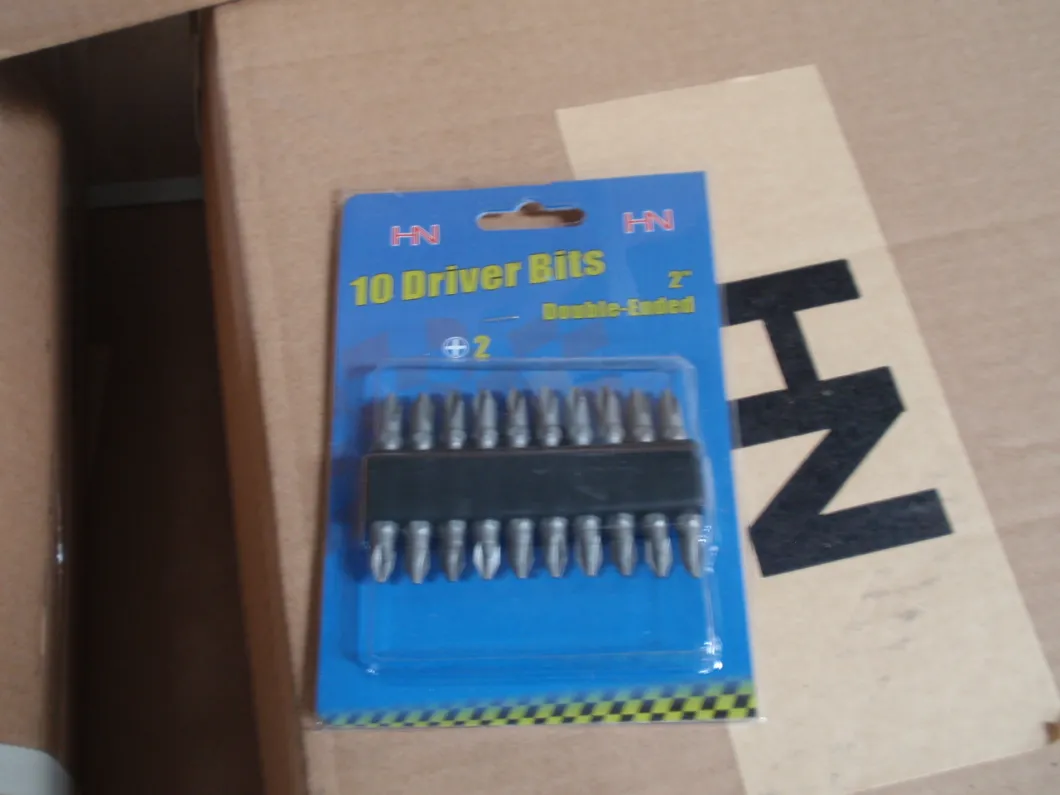 HN HN
10 Driver Bits
2"
Double-Ended
2
HN